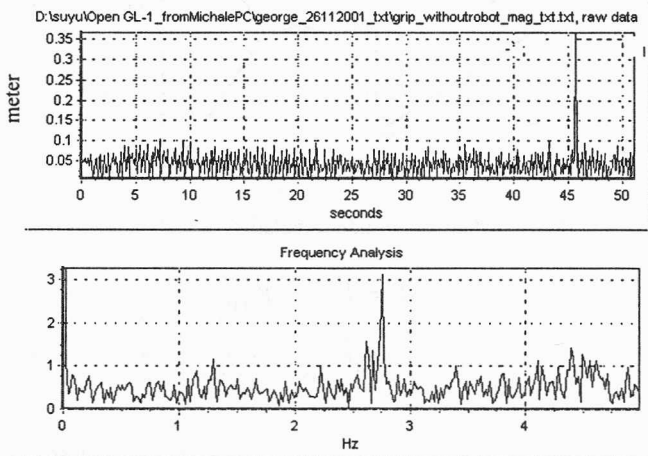 D:\suyu\Open GL-1_fromMichalePC\george_26112001_txt\grip_withoutrobot_mag_txt.txt, raw data
meter
0.35
0.3
0.25
0.2
0.15
0.1
0.05
0 5 10 15 20 25 30 35 40 45 50
seconds
Frequency Analysis
3
2
1
0
0 1 2 3 4
Hz